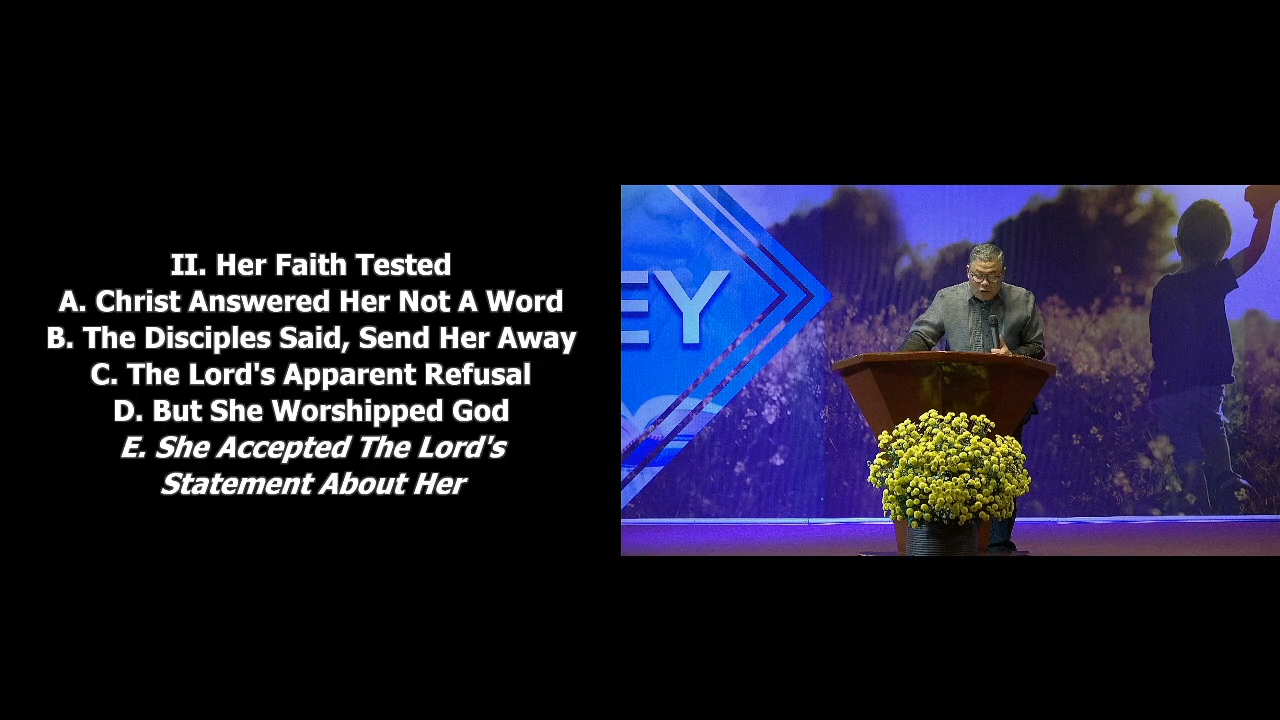 II. Her Faith Tested
A. Christ Answered Her Not A Word
B. The Disciples Said, Send Her Away
C. The Lord's Apparent Refusal
D. But She Worshipped God
E. She Accepted The Lord's
Statement About Her
EY